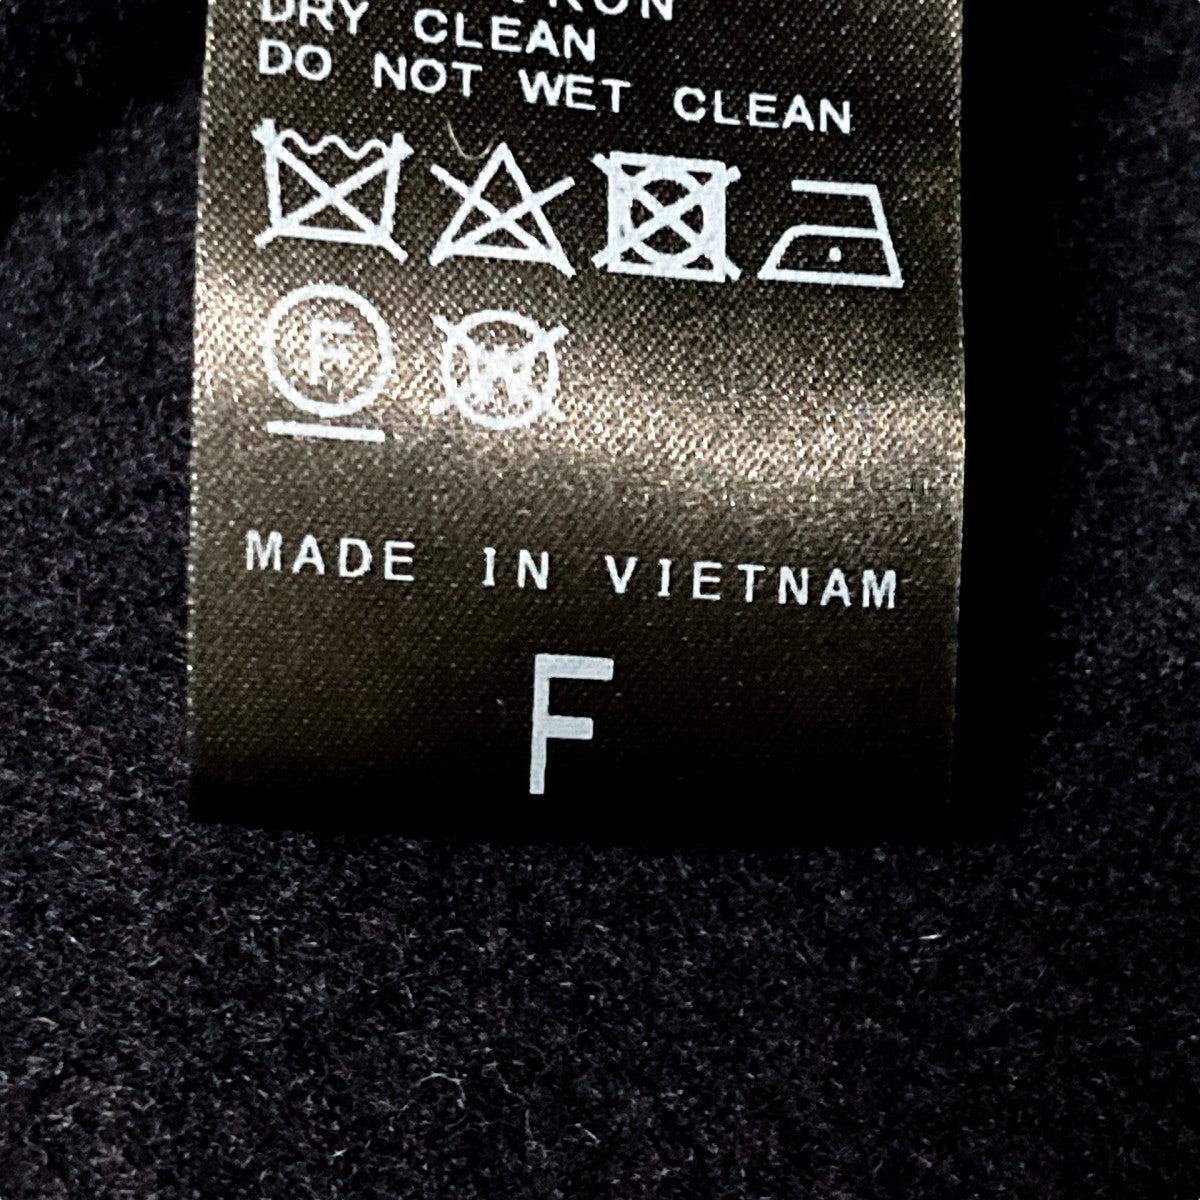 DRY CLEAN
DO NOT WET CLEAN
F
W
MADE IN VIETNAM
F